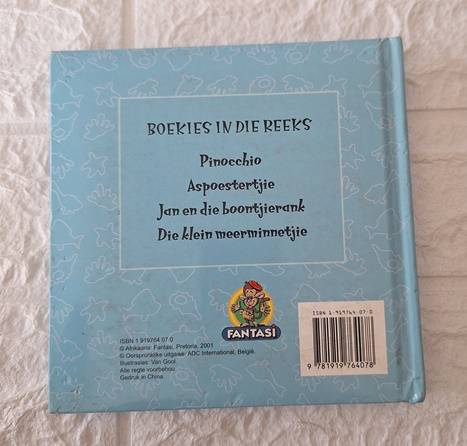 BOEKIES IN DIE REEKS
Pinocchio
Aspoestertjie
Jan en die boontjierank
Die klein meerminnetjie
FANTASI
ISBN 1-919764-07-0
ISBN 1 919764 07 0
© Afrikaans: Fantasi, Pretoria, 2001
© Oorspronklike uitgawe: ADC International, België.
Illustrasies: Van Gool.
Alle regte voorbehou.
Gedruk in China.
9 781919 764078